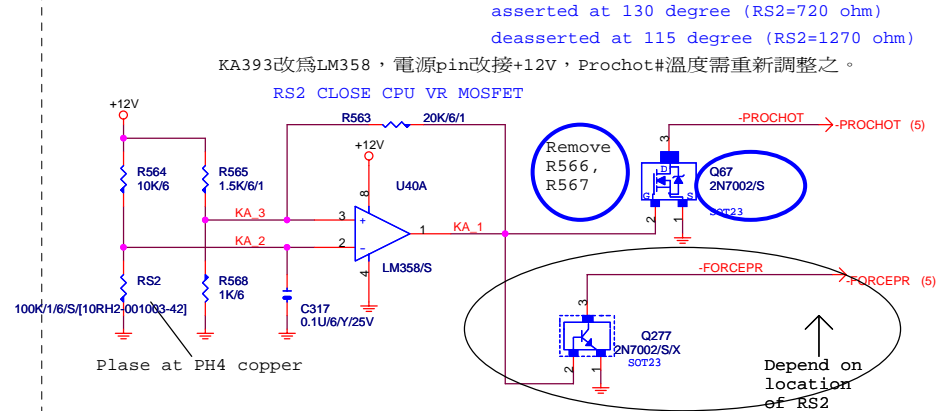 asserted at 130 degree (RS2=720 ohm)
deasserted at 115 degree (RS2=1270 ohm)
KA393改爲LM358，電源pin改接+12V，Prochot#溫度需重新調整之。
RS2 CLOSE CPU VR MOSFET
+12V
R563
20K/6/1
-PROCHOT
-PROCHOT (5)
+12V
Remove
R566,
R567
3
D
G
S
2
1
Q67
2N7002/S
SOT23
R564
10K/6
R565
1.5K/6/1
8
U40A
KA_3
3
+
KA_2
2
-
1
KA_1
4
LM358/S
RS2
100K/1/6/S/[10RH2-001003-42]
R568
1K/6
C317
0.1U/6/Y/25V
-FORCEPR
-FORCEPR (5)
3
2
1
Q277
2N7002/S/X
SOT23
Plase at PH4 copper
Depend on
location
of RS2